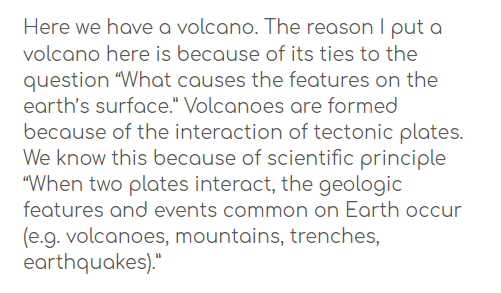 Here we have a volcano. The reason I put a
volcano here is because of its ties to the
question “What causes the features on the
earth’s surface.” Volcanoes are formed
because of the interaction of tectonic plates.
We know this because of scientific principle
“When two plates interact, the geologic
features and events common on Earth occur
(e.g. volcanoes, mountains, trenches,
earthquakes).”